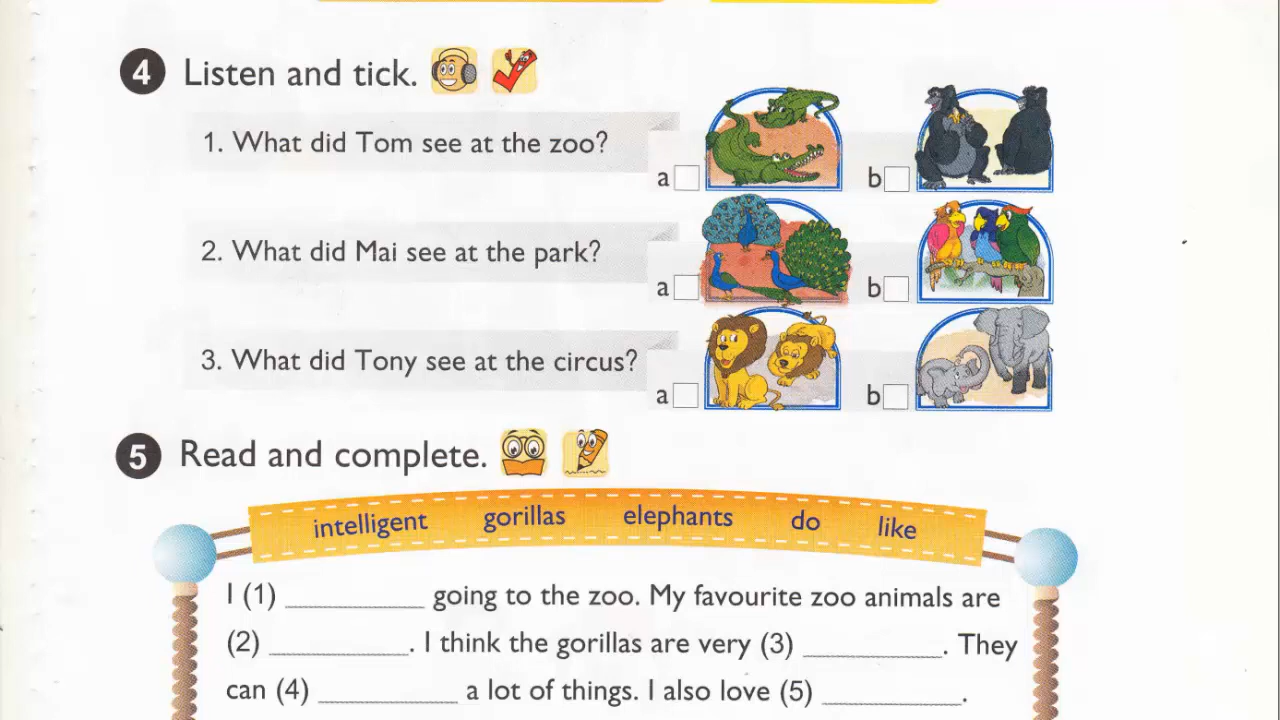 4 Listen and tick.
1. What did Tom see at the zoo?
a b
2. What did Mai see at the park?
a b
3. What did Tony see at the circus?
a b
5 Read and complete.
intelligent gorillas elephants do like
I (1) __________ going to the zoo. My favourite zoo animals are
(2) __________. I think the gorillas are very (3) __________. They
can (4) __________ a lot of things. I also love (5) __________.